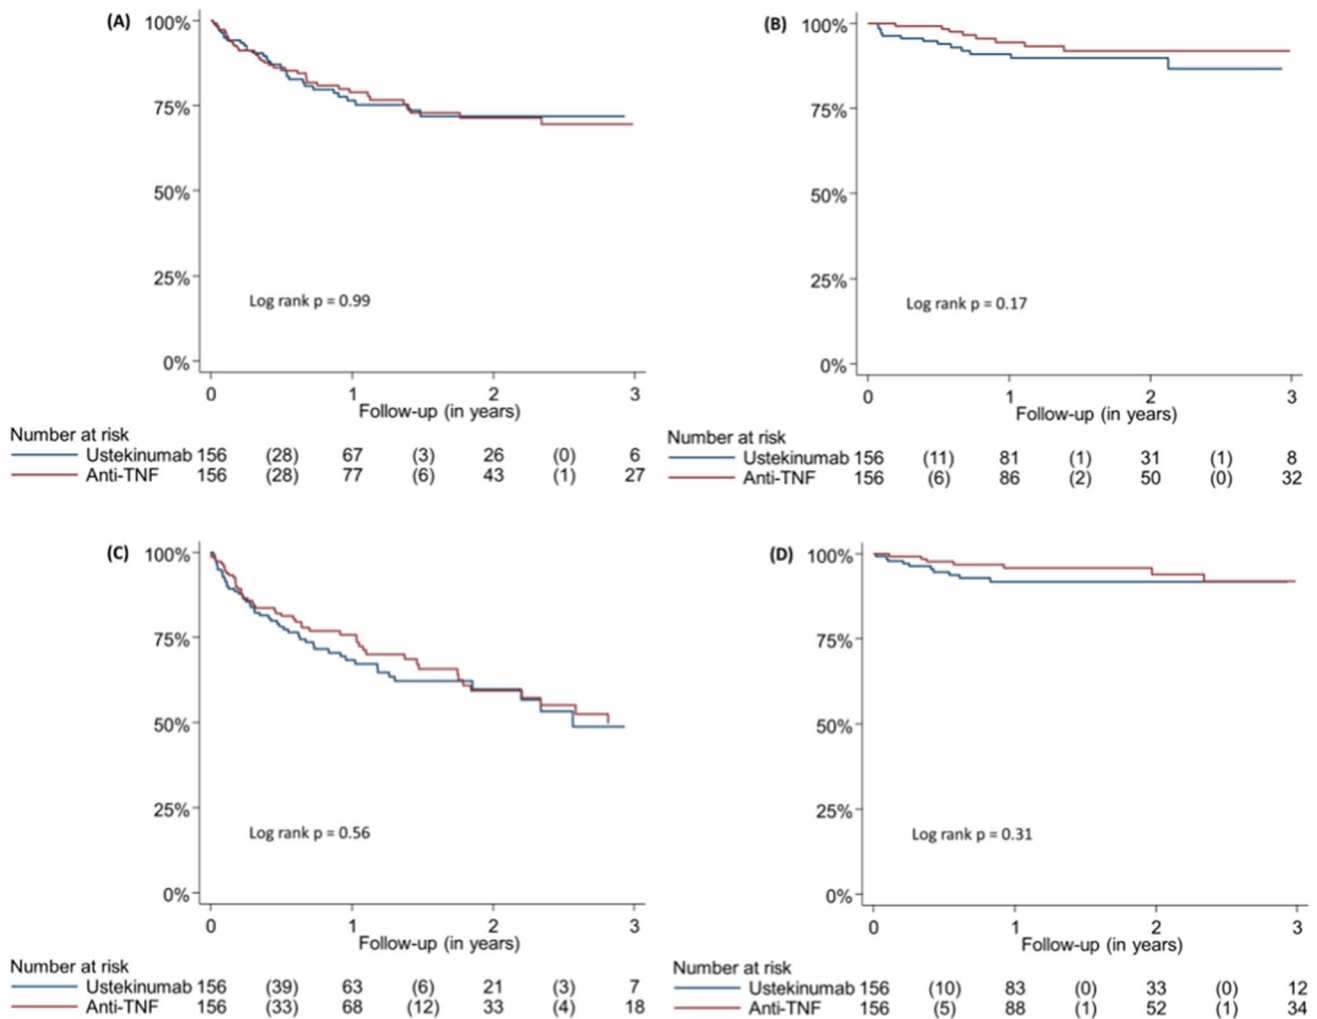 (A)
100%
75%
50%
25%
0%
Log rank p = 0.99
0 1 2 3
Follow-up (in years)
Number at risk
Ustekinumab 156 (28) 67 (3) 26 (0) 6
Anti-TNF 156 (28) 77 (6) 43 (1) 27
(B)
100%
75%
50%
25%
0%
Log rank p = 0.17
0 1 2 3
Follow-up (in years)
Number at risk
Ustekinumab 156 (11) 81 (1) 31 (1) 8
Anti-TNF 156 (6) 86 (2) 50 (0) 32
(C)
100%
75%
50%
25%
0%
Log rank p = 0.56
0 1 2 3
Follow-up (in years)
Number at risk
Ustekinumab 156 (39) 63 (6) 21 (3) 7
Anti-TNF 156 (33) 68 (12) 33 (4) 18
(D)
100%
75%
50%
25%
0%
Log rank p = 0.31
0 1 2 3
Follow-up (in years)
Number at risk
Ustekinumab 156 (10) 83 (0) 33 (0) 12
Anti-TNF 156 (5) 88 (1) 52 (1) 34